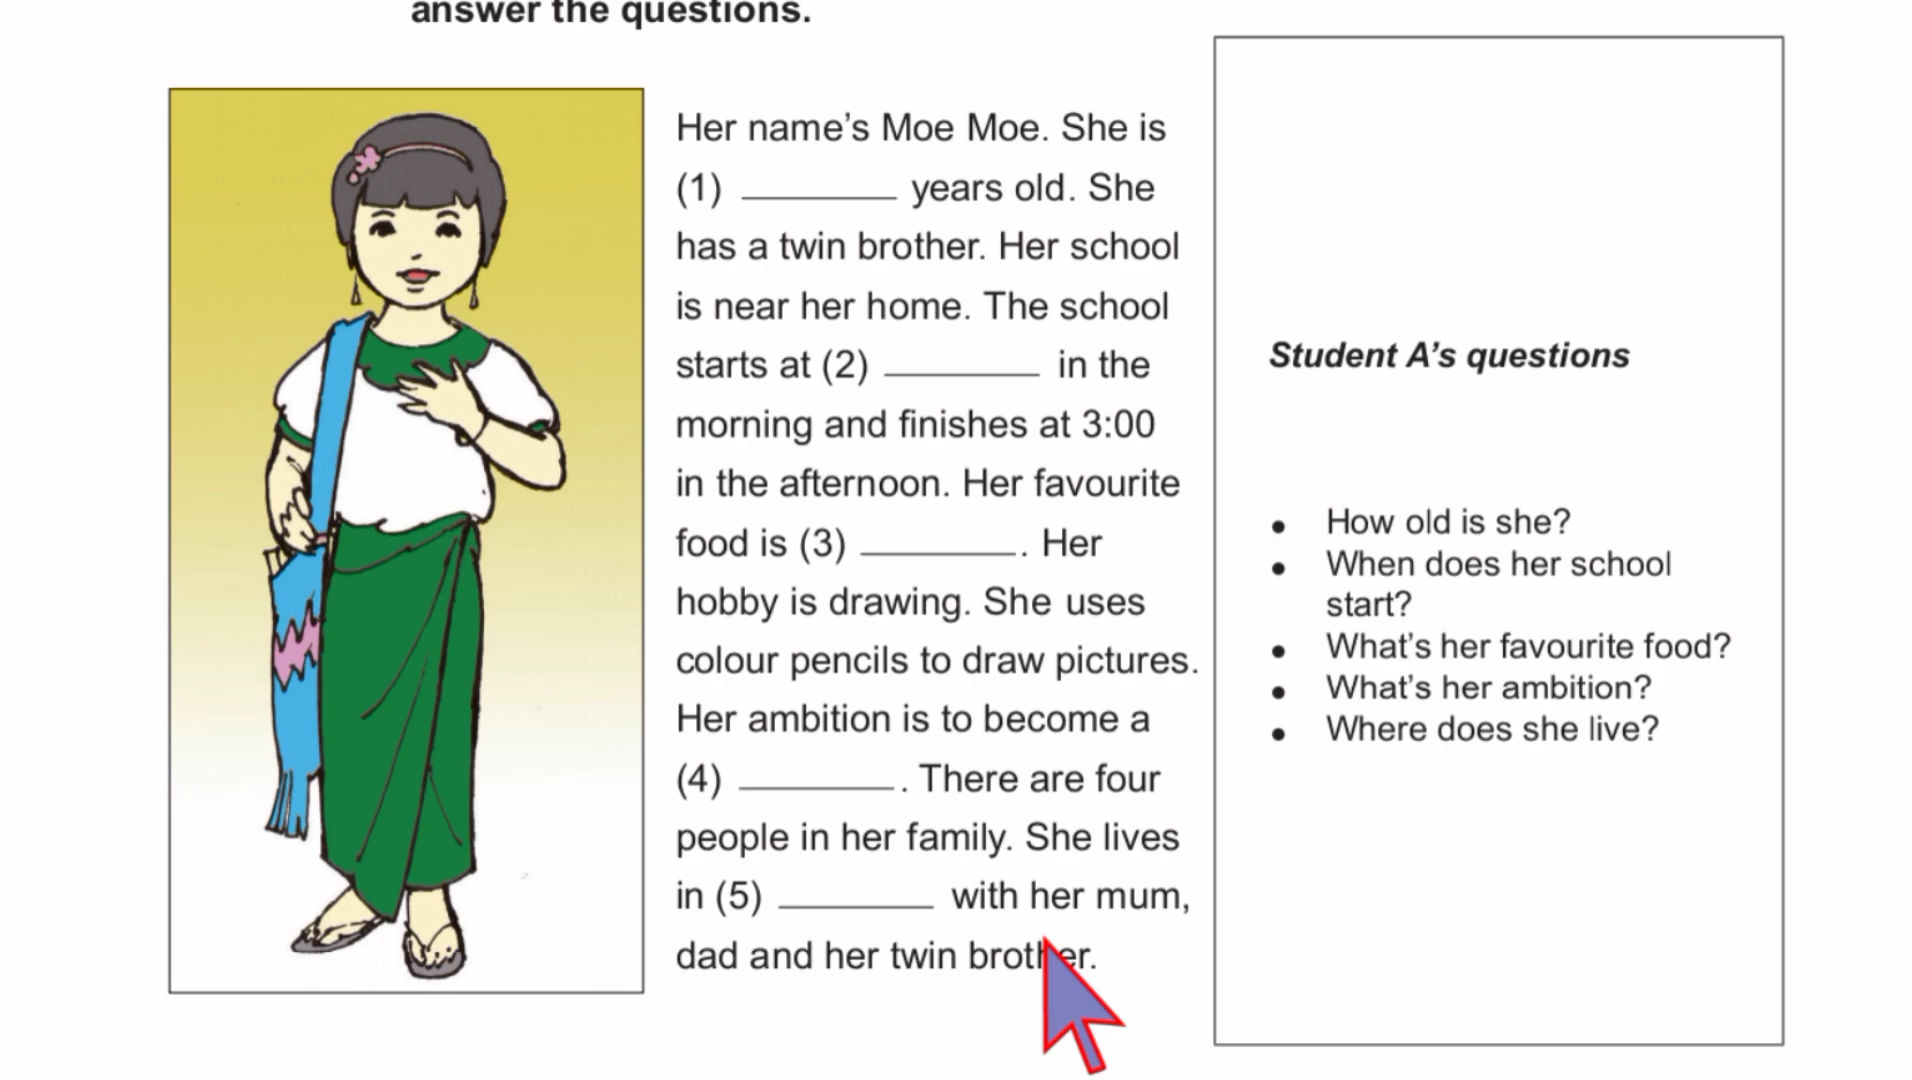 answer the questions.
Her name's Moe Moe. She is
(1) ________ years old. She
has a twin brother. Her school
is near her home. The school
starts at (2) ________ in the
morning and finishes at 3:00
in the afternoon. Her favourite
food is (3) ________. Her
hobby is drawing. She uses
colour pencils to draw pictures.
Her ambition is to become a
(4) ________. There are four
people in her family. She lives
in (5) ________ with her mum,
dad and her twin brother.
Student A's questions
• How old is she?
• When does her school
start?
• What's her favourite food?
• What's her ambition?
• Where does she live?